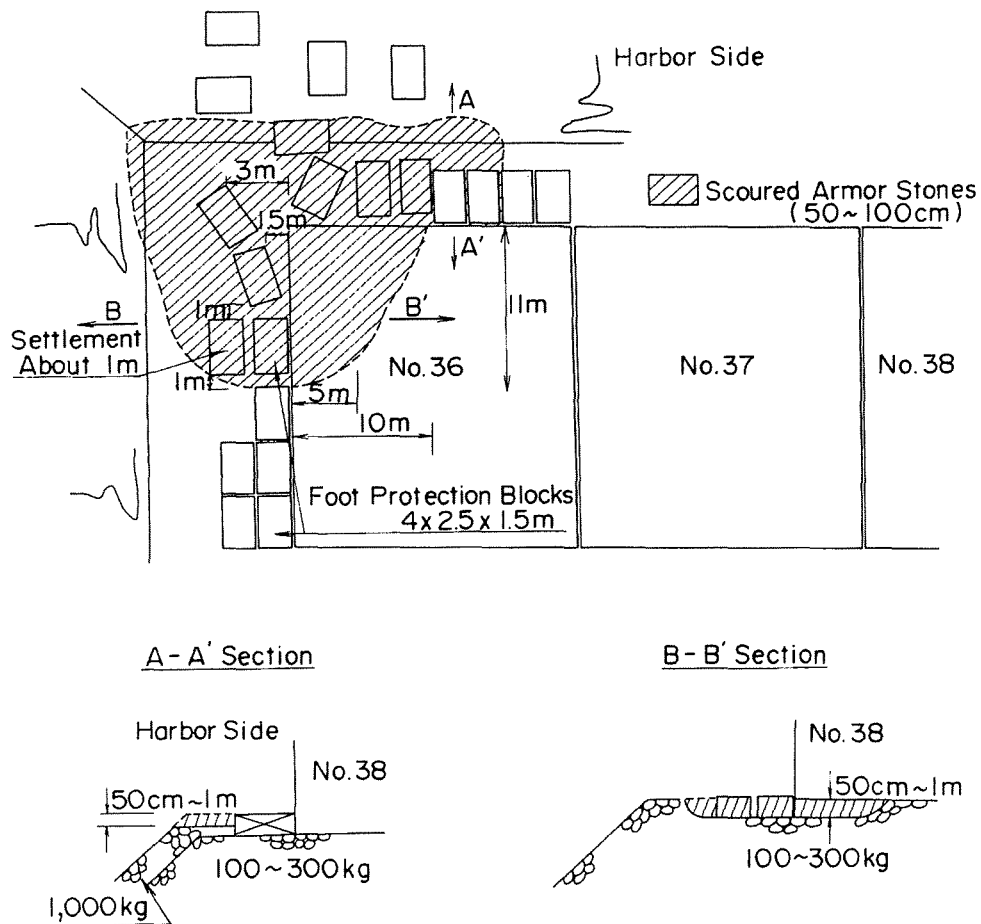 Harbor Side
A
3m
Scoured Armor Stones
(50~100cm)
1.5m
A'
11m
1m
B
B'
Settlement
About 1m
No.36
No.37
No.38
1m
5m
10m
Foot Protection Blocks
4x2.5x1.5m
A-A' Section
B-B' Section
Harbor Side
No.38
No.38
50cm~1m
50cm~1m
100~300kg
100~300kg
1,000kg